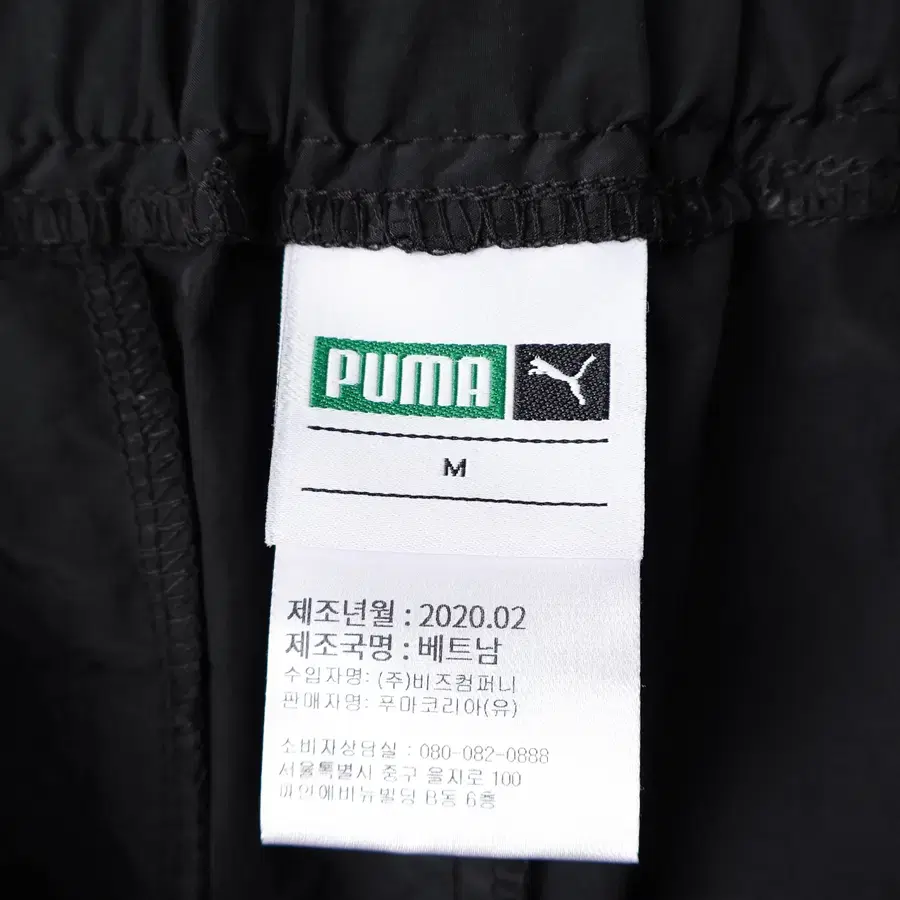 PUMA
M
제조년월 : 2020.02
제조국명 : 베트남
수입자명: (주)비즈컴퍼니
판매자명: 푸마코리아(유)
소비자상담실 : 080-082-0888
서울특별시 중구 을지로 100
파인애비뉴빌딩 B동 6층